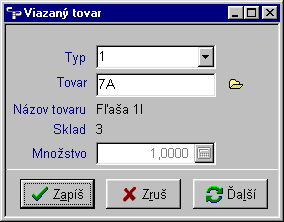 Viazaný tovar
Typ 1
Tovar 7A
Názov tovaru Fľaša 1l
Sklad 3
Množstvo 1,0000
Zapíš Zruš Ďalší